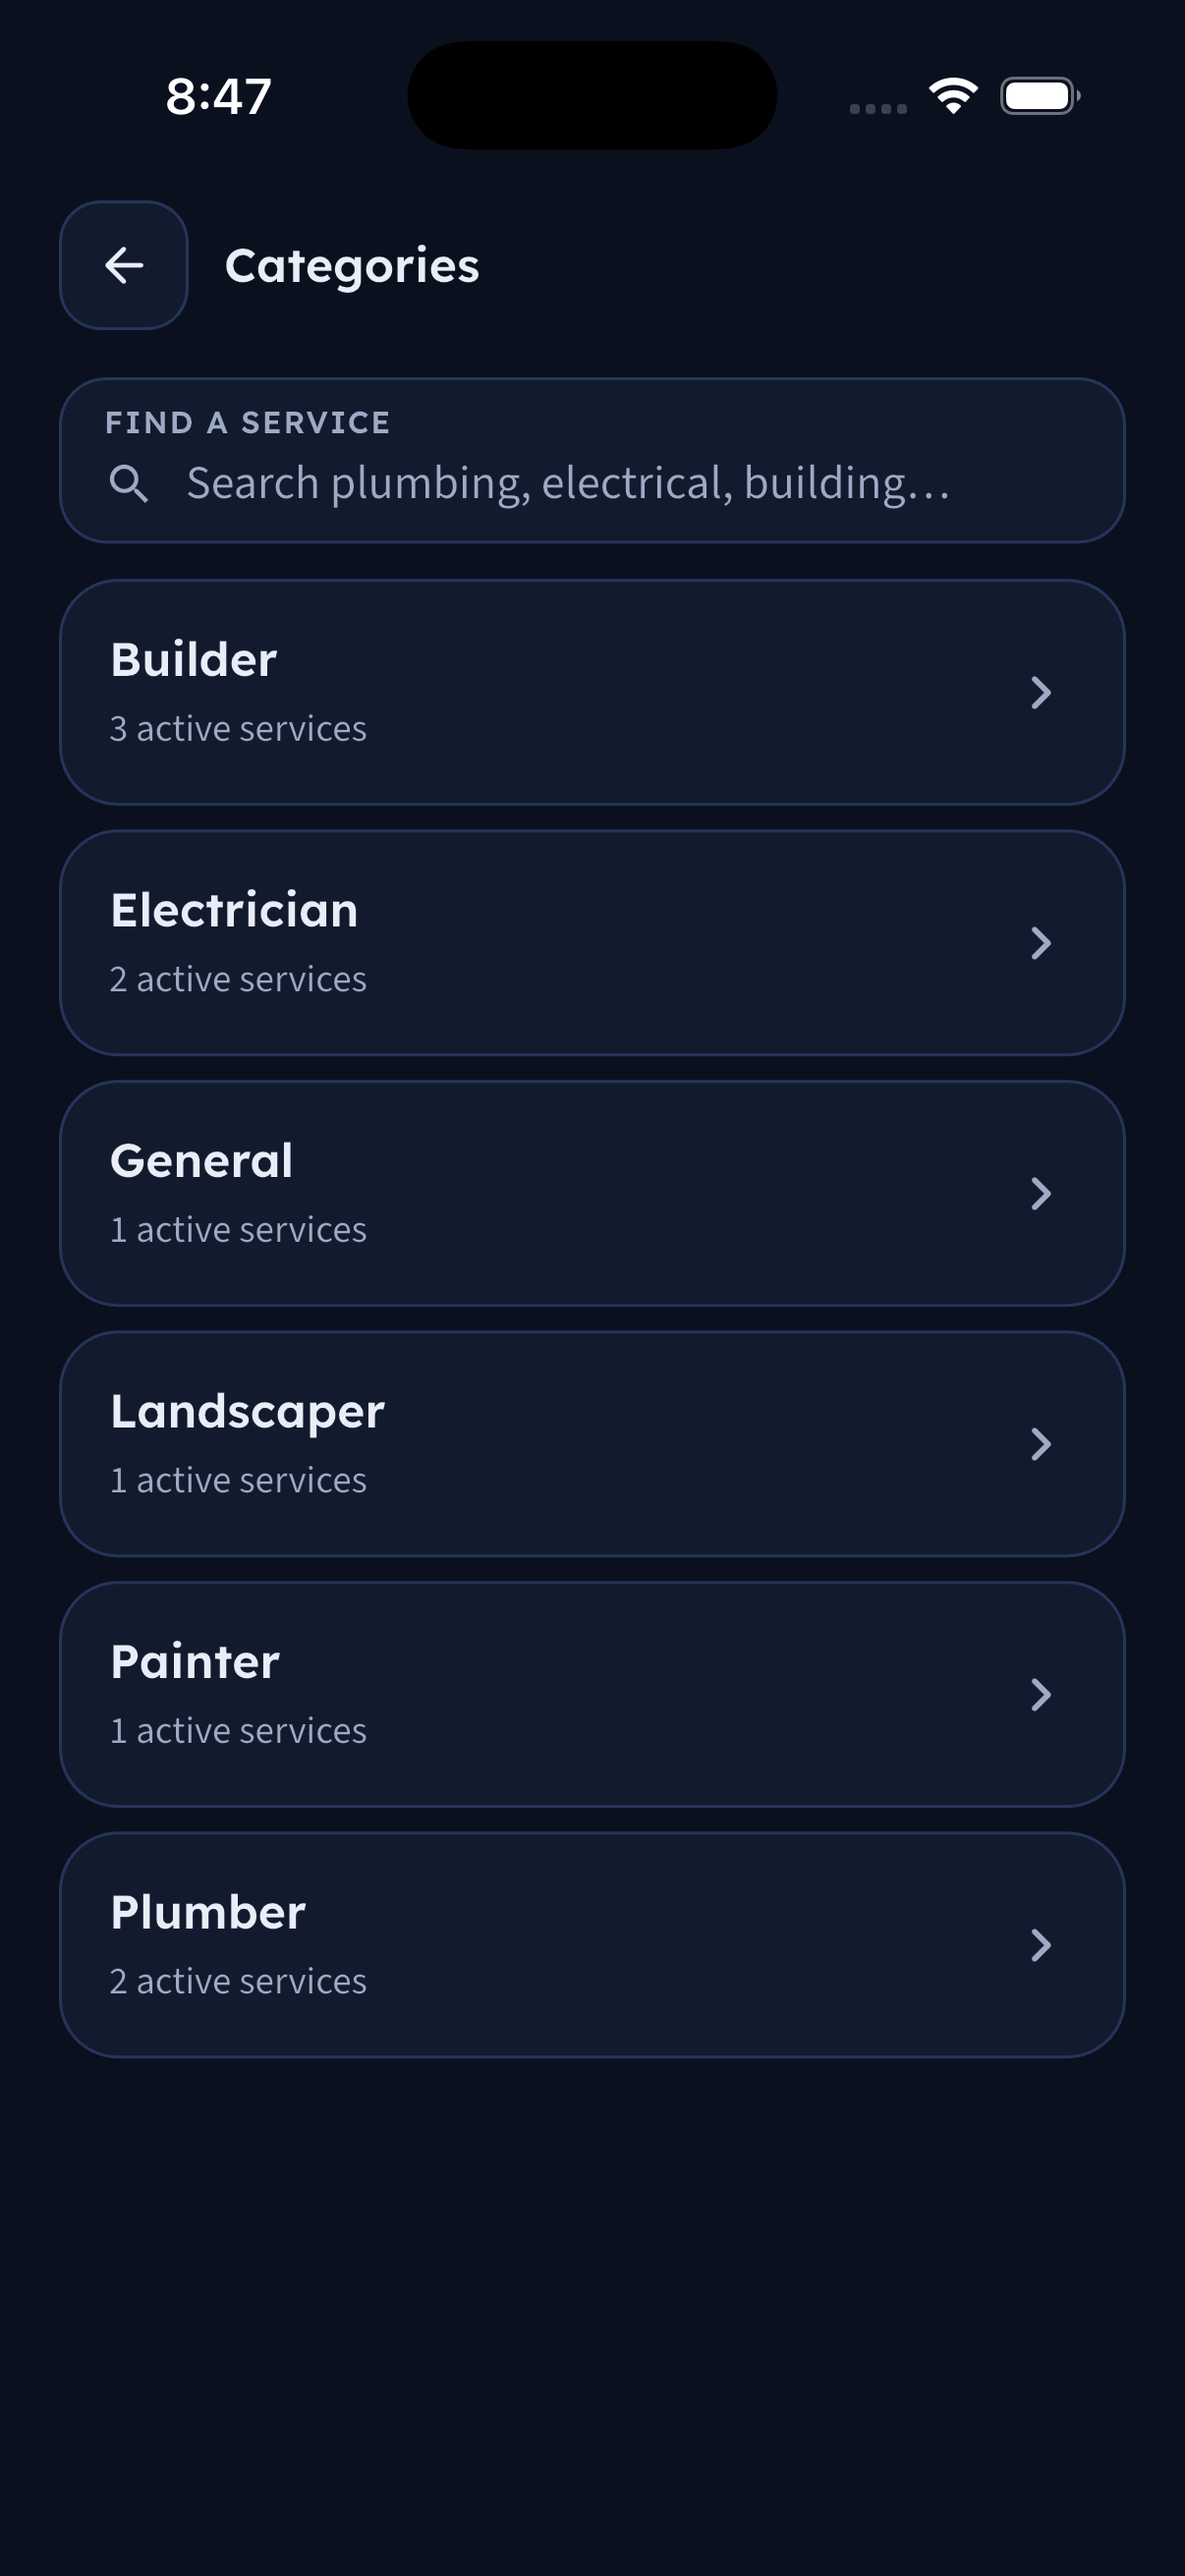 8:47
Categories
FIND A SERVICE
Search plumbing, electrical, building...
Builder
3 active services
Electrician
2 active services
General
1 active services
Landscaper
1 active services
Painter
1 active services
Plumber
2 active services